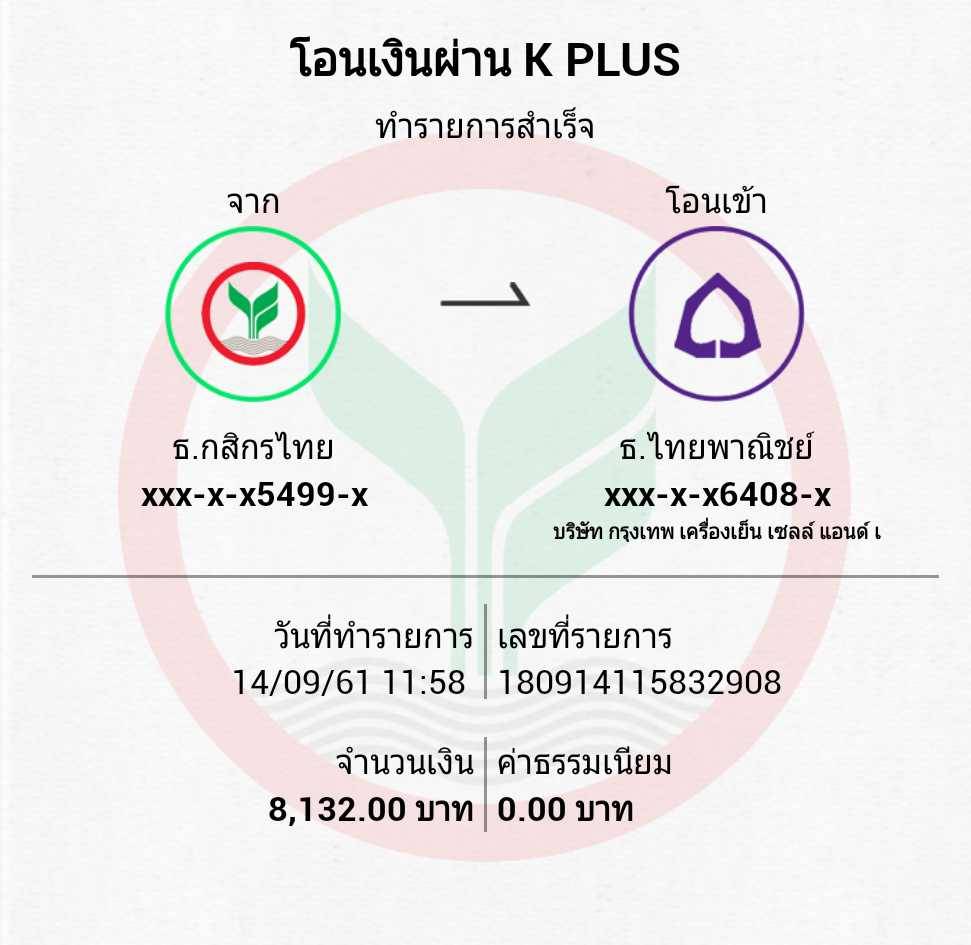 โอนเงินผ่าน K PLUS
ทำรายการสำเร็จ
จาก
โอนเข้า
ธ.กสิกรไทย
xxx-x-x5499-x
ธ.ไทยพาณิชย์
xxx-x-x6408-x
บริษัท กรุงเทพ เครื่องเย็น เซลล์ แอนด์ เ
วันที่ทำรายการ
14/09/61 11:58
เลขที่รายการ
180914115832908
จำนวนเงิน
8,132.00 บาท
ค่าธรรมเนียม
0.00 บาท